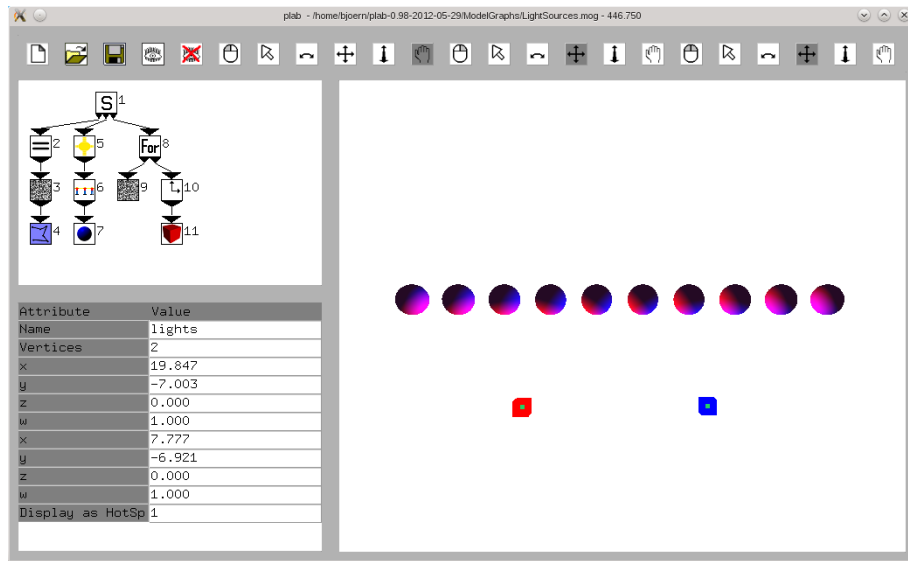 plab - /home/bjoern/plab-0.98-2012-05-29/ModelGraphs/LightSources.mog - 446.750
S 1
2 5 For 8
3 6 9 10
4 7 11
Attribute Value
Name lights
Vertices 2
x 19.847
y -7.003
z 0.000
w 1.000
x 7.777
y -6.921
z 0.000
w 1.000
Display as HotSp 1